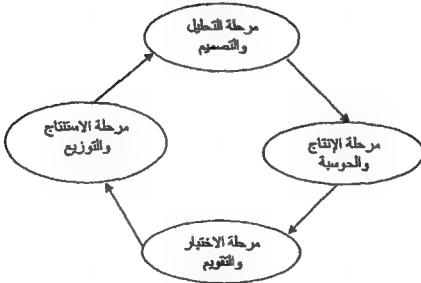 مرحلة التحليل
والتصميم
مرحلة الإنتاج
والحوسبة
مرحلة الاختبار
والتقويم
مرحلة الاستنتاج
والتوزيع